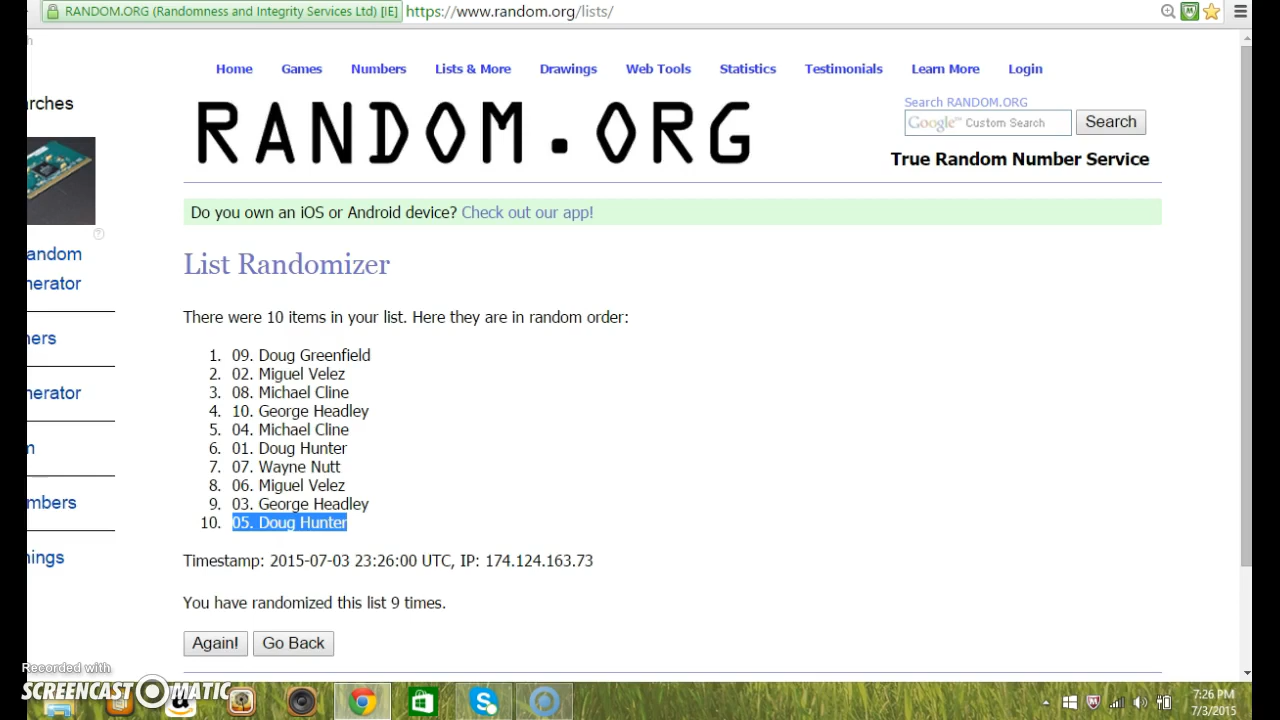 RANDOM.ORG (Randomness and Integrity Services Ltd) [IE] https://www.random.org/lists/
h
Home Games Numbers Lists & More Drawings Web Tools Statistics Testimonials Learn More Login
arches
RANDOM.ORG
Search RANDOM.ORG
Google™ Custom Search Search
True Random Number Service
Do you own an iOS or Android device? Check out our app!
andom
nerator
List Randomizer
There were 10 items in your list. Here they are in random order:
ners
1. 09. Doug Greenfield
2. 02. Miguel Velez
3. 08. Michael Cline
nerator
4. 10. George Headley
5. 04. Michael Cline
6. 01. Doug Hunter
m
7. 07. Wayne Nutt
8. 06. Miguel Velez
9. 03. George Headley
mbers
10. 05. Doug Hunter
nings
Timestamp: 2015-07-03 23:26:00 UTC, IP: 174.124.163.73
You have randomized this list 9 times.
Again! Go Back
Recorded with
SCREENCAST-O-MATIC
7:26 PM
7/3/2015